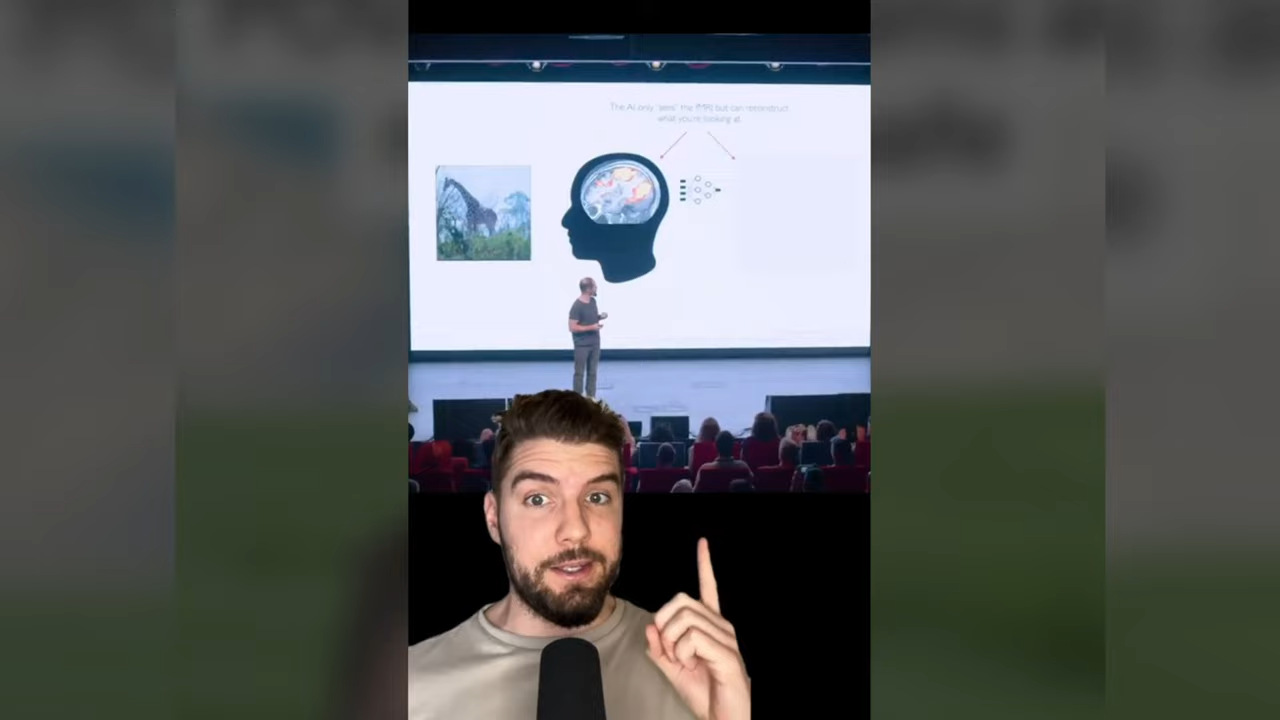 The AI only "sees" the fMRI but can reconstruct
what you're looking at.